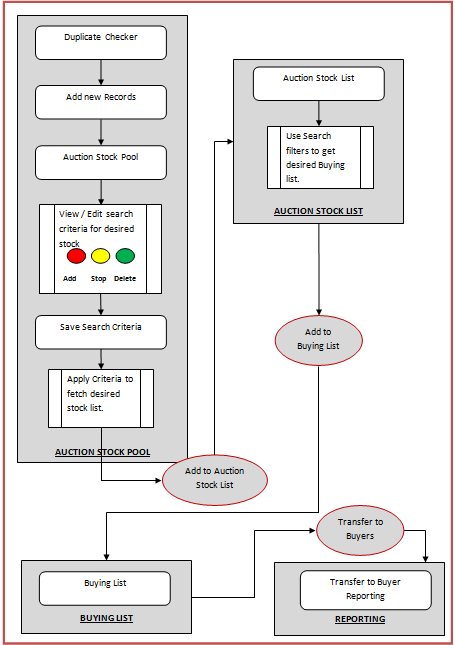 Duplicate Checker
Add new Records
Auction Stock Pool
View / Edit search
criteria for desired
stock
Add Stop Delete
Save Search Criteria
Apply Criteria to
fetch desired
stock list.
AUCTION STOCK POOL
Add to Auction
Stock List
Auction Stock List
Use Search
filters to get
desired Buying
list.
AUCTION STOCK LIST
Add to
Buying List
Buying List
BUYING LIST
Transfer to
Buyers
Transfer to Buyer
Reporting
REPORTING